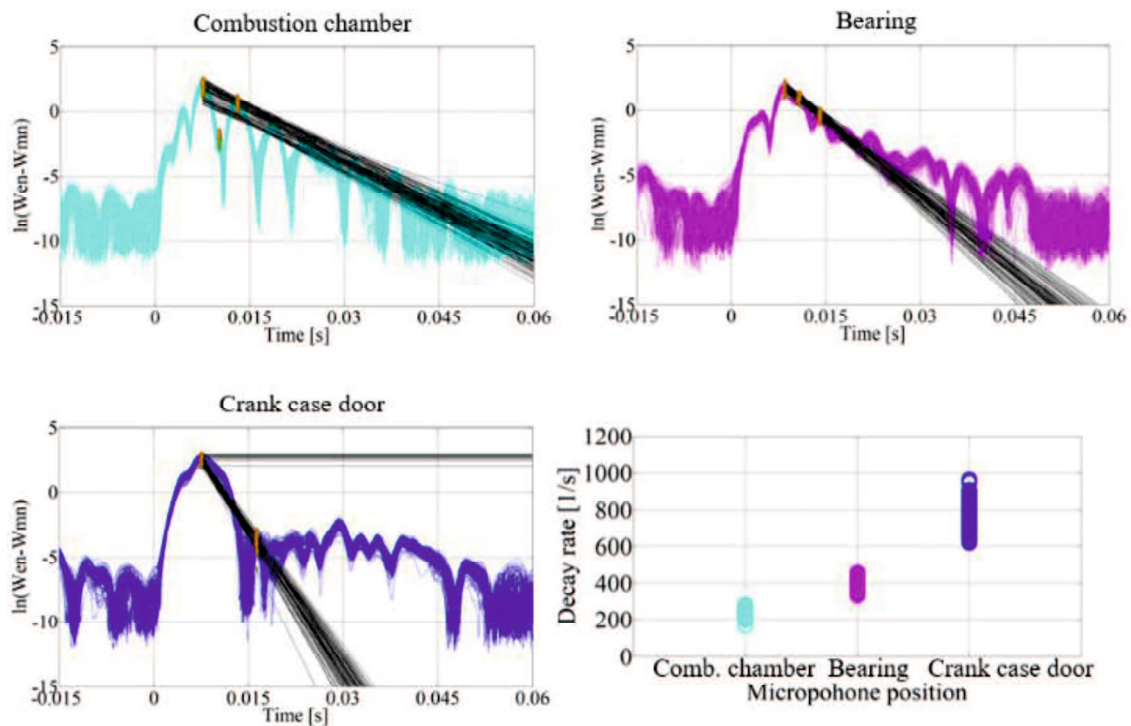 Combustion chamber
ln(Wen-Wmn)
5
0
-5
-10
-15
-0.015 0 0.015 0.03 0.045 0.06
Time [s]
Bearing
ln(Wen-Wmn)
5
0
-5
-10
-15
-0.015 0 0.015 0.03 0.045 0.06
Time [s]
Crank case door
ln(Wen-Wmn)
5
0
-5
-10
-15
-0.015 0 0.015 0.03 0.045 0.06
Time [s]
Decay rate [1/s]
1200
1000
800
600
400
200
0
Comb. chamber Bearing Crank case door
Micropohone position